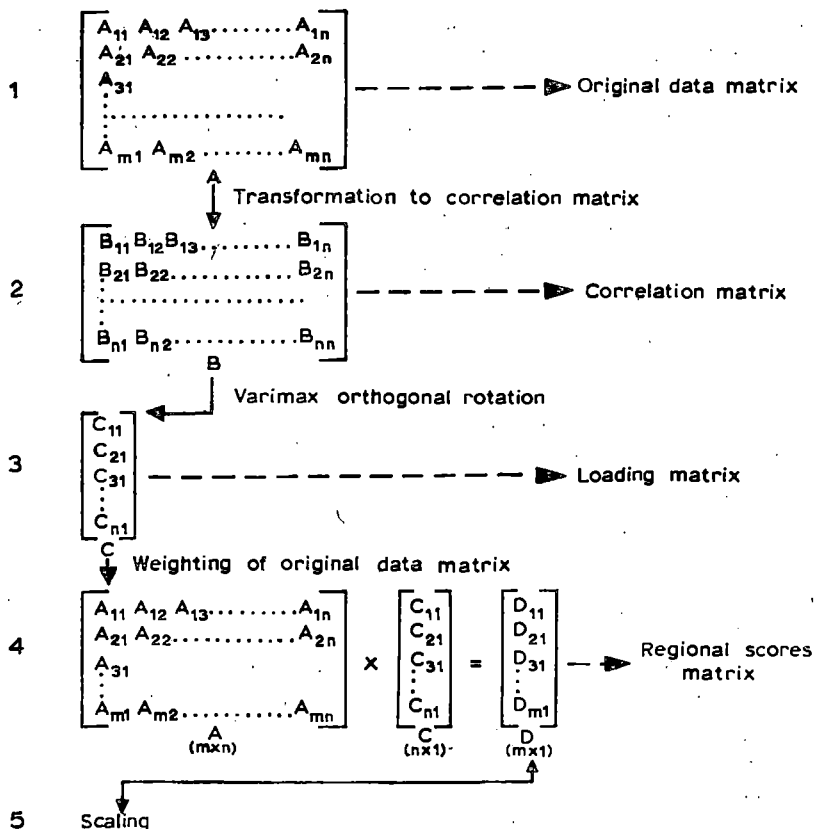 A11 A12 A13..........A1n
A21 A22 ..............A2n
1 A31 Original data matrix
........................
Am1 Am2 ........ Amn
A
Transformation to correlation matrix
B11 B12 B13..............B1n
B21 B22................B2n
2 .......................... Correlation matrix
Bn1 Bn2................Bnn
B
Varimax orthogonal rotation
C11
C21
3 C31 Loading matrix
Cn1
C
Weighting of original data matrix
A11 A12 A13..........A1n C11 D11
A21 A22................A2n C21 D21
4 A31 x C31 = D31 Regional scores matrix
Am1 Am2................Amn Cn1 Dm1
A C D
(m×n) (n×1) (m×1)
5 Scaling